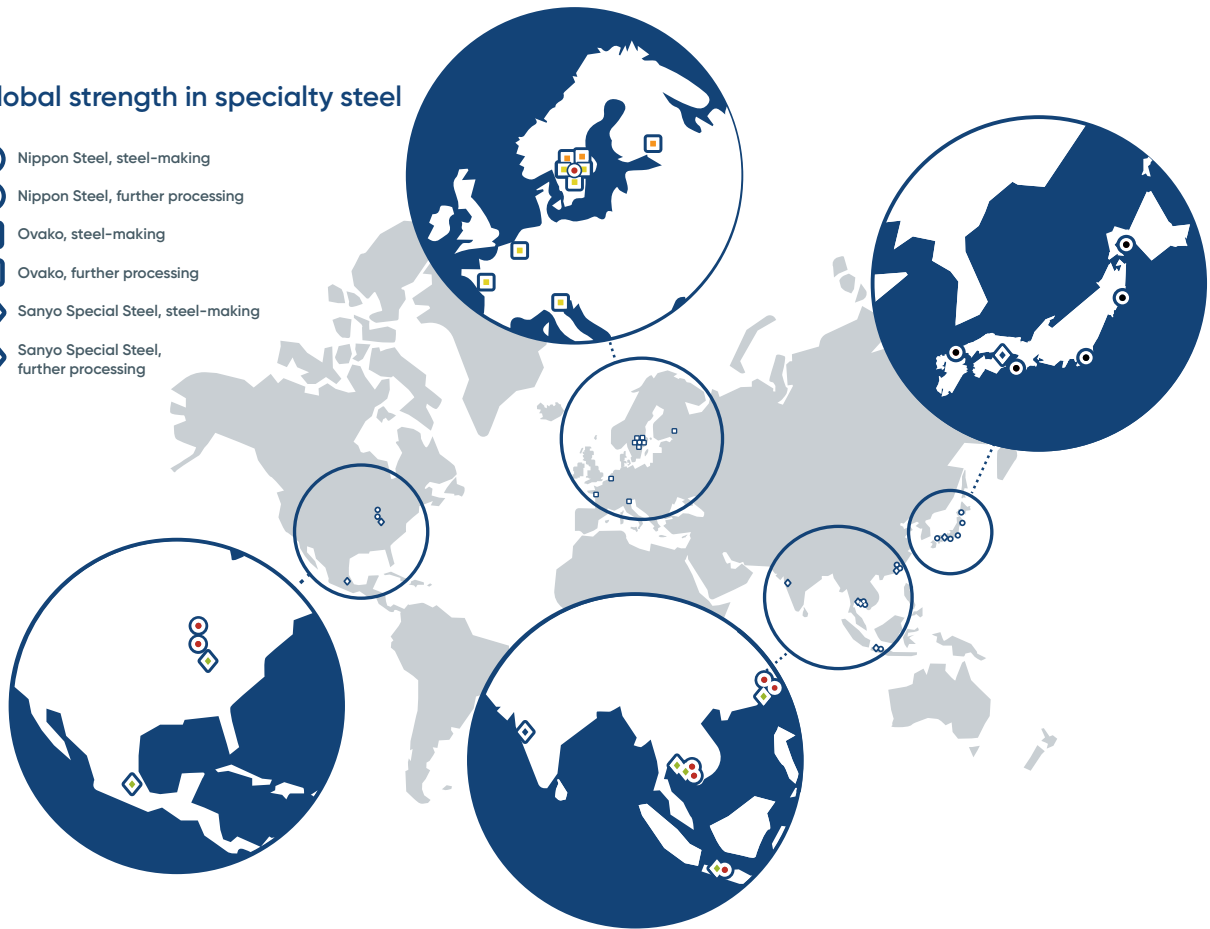 lobal strength in specialty steel
Nippon Steel, steel-making
Nippon Steel, further processing
Ovako, steel-making
Ovako, further processing
Sanyo Special Steel, steel-making
Sanyo Special Steel,
further processing